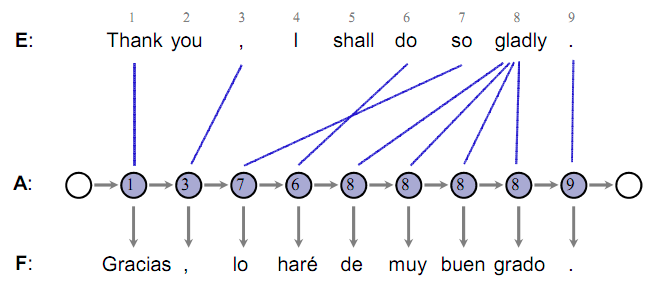 1 2 3 4 5 6 7 8 9
E: Thank you , I shall do so gladly .
A: 1 3 7 6 8 8 8 8 9
F: Gracias , lo haré de muy buen grado .